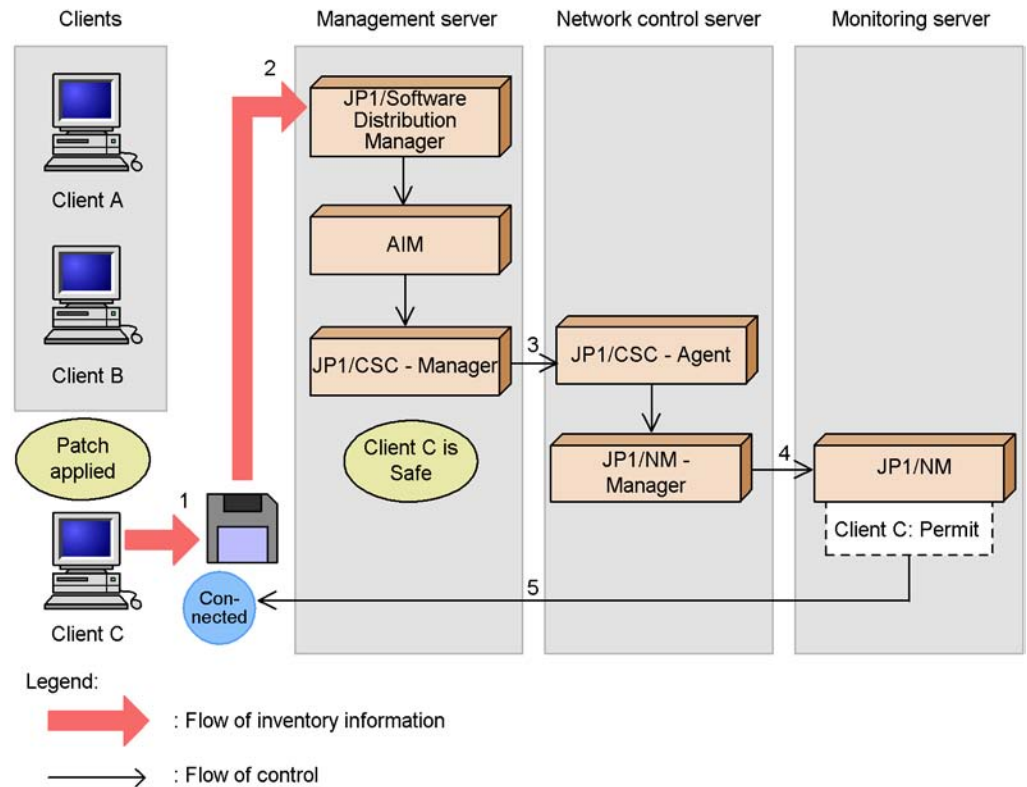 Clients
Management server
Network control server
Monitoring server
2
JP1/Software
Distribution
Manager
Client A
AIM
Client B
JP1/CSC - Manager
3
JP1/CSC - Agent
Patch
applied
Client C is
Safe
JP1/NM -
Manager
4
JP1/NM
1
Client C: Permit
Con-
nected
5
Client C
Legend:
: Flow of inventory information
: Flow of control